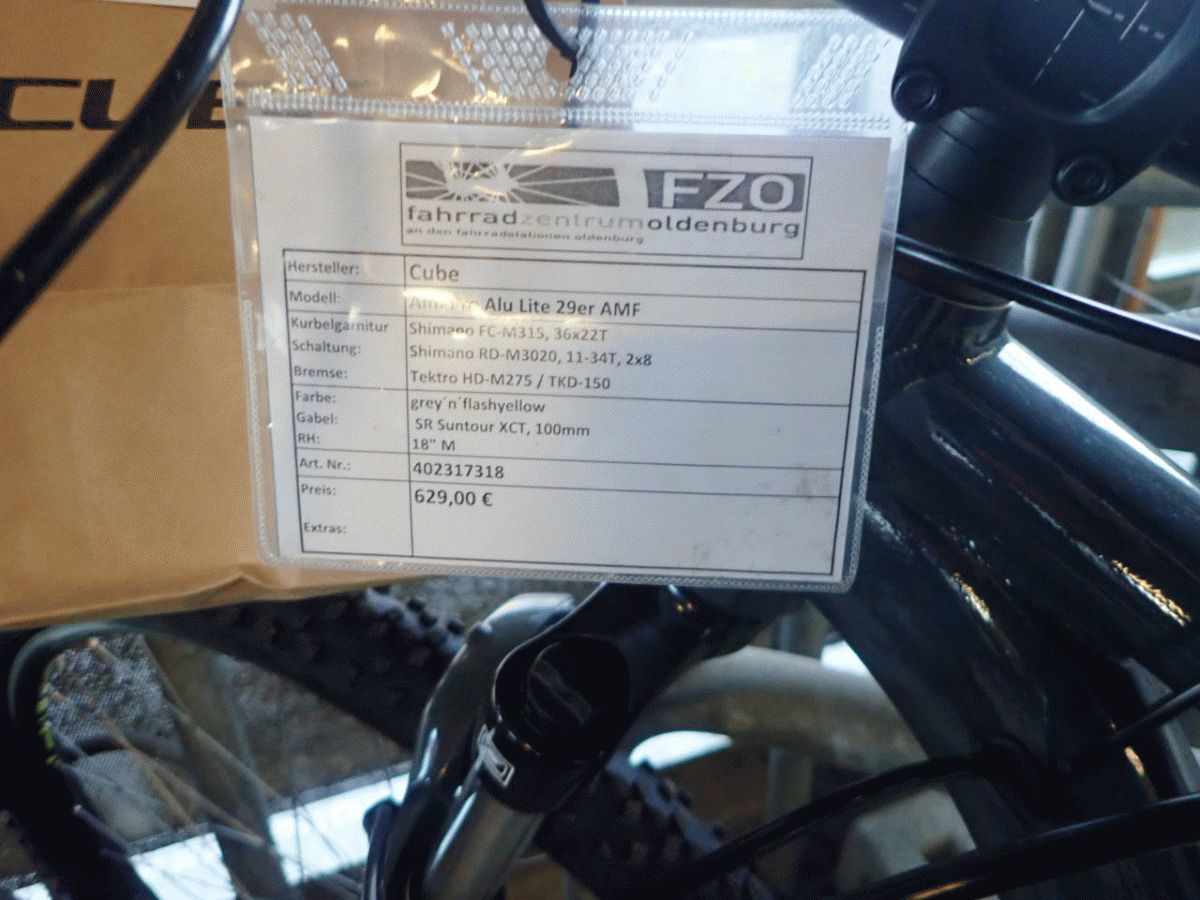 CUBE
FZO
fahrradzentrumoldenburg
an den fahrradstationen oldenburg
Hersteller: Cube
Modell: Alu Lite 29er AMF
Kurbelgarnitur Shimano FC-M315, 36x22T
Schaltung: Shimano RD-M3020, 11-34T, 2x8
Bremse: Tektro HD-M275 / TKD-150
Farbe: grey´n´flashyellow
Gabel: SR Suntour XCT, 100mm
RH: 18" M
Art. Nr.: 402317318
Preis: 629,00 €
Extras: